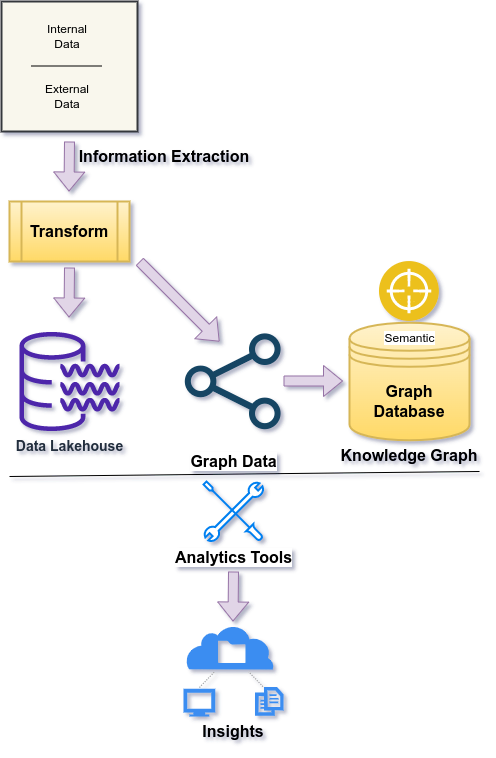 Internal
Data
External
Data
Information Extraction
Transform
Semantic
Graph
Database
Data Lakehouse
Graph Data
Knowledge Graph
Analytics Tools
Insights